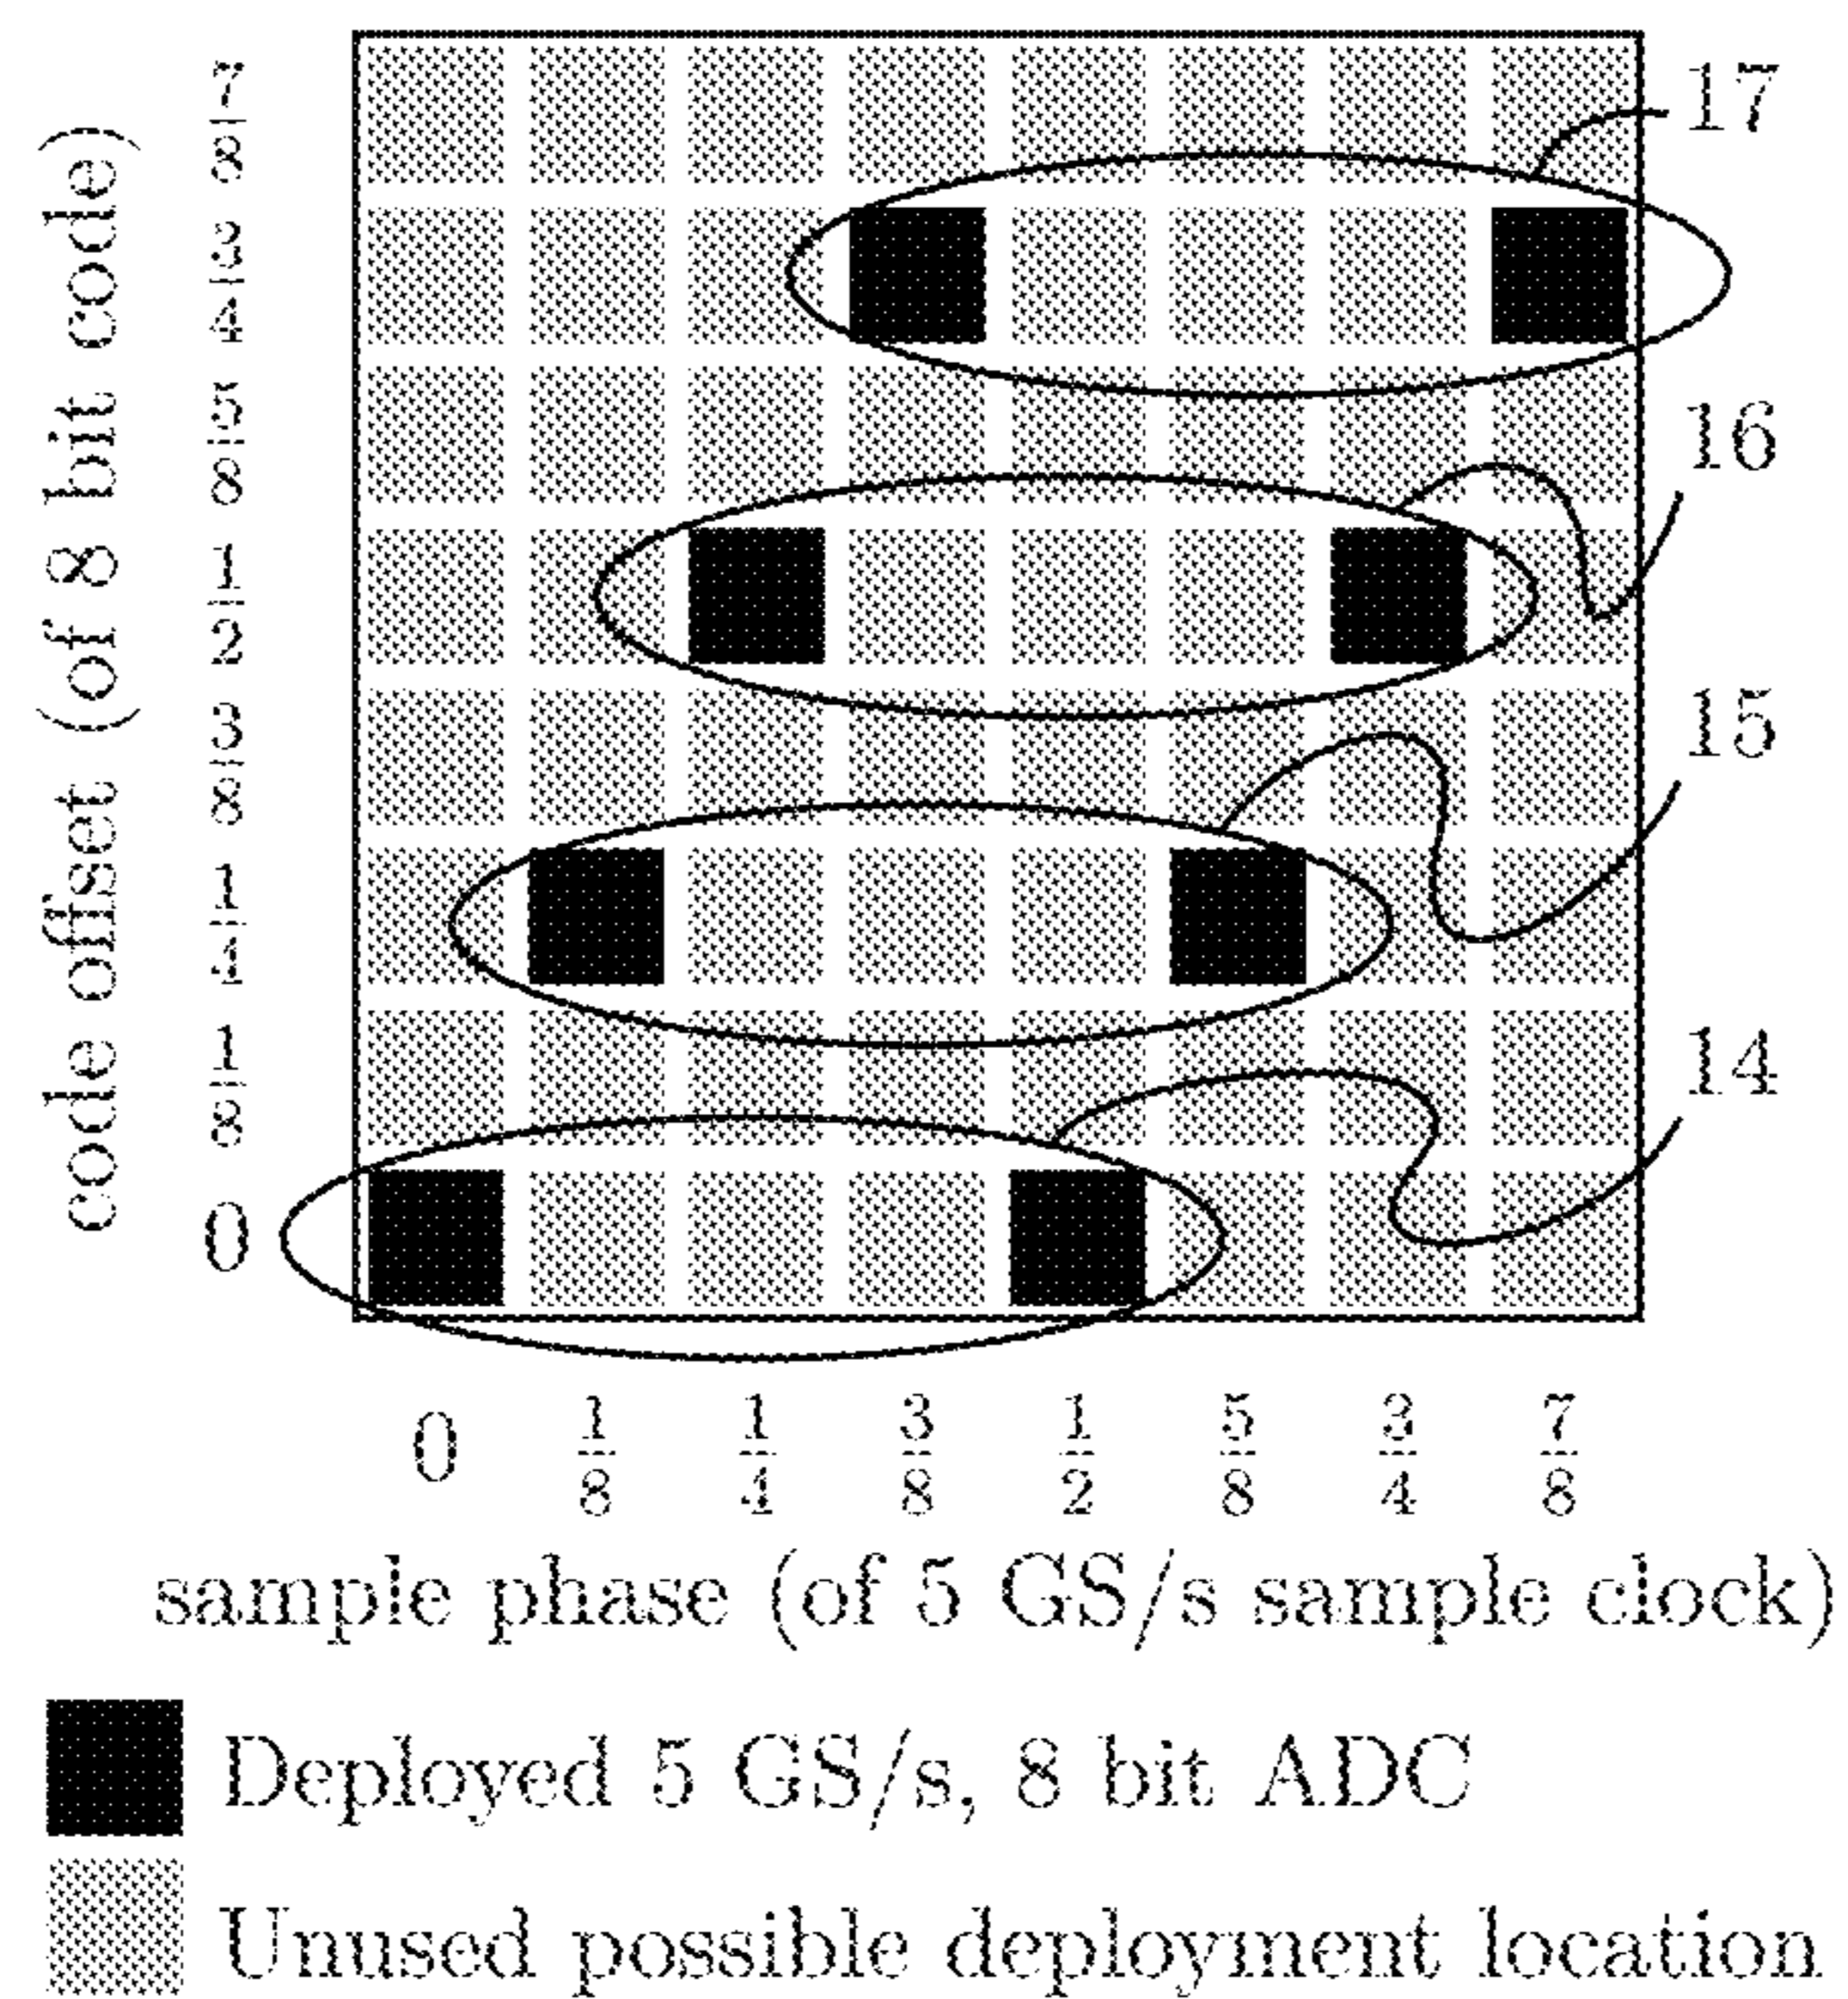 code offset (of 8 bit code)
7/8
3/4
5/8
1/2
3/8
1/4
1/8
0
17
16
15
14
0 1/8 1/4 3/8 1/2 5/8 3/4 7/8
sample phase (of 5 GS/s sample clock)
Deployed 5 GS/s, 8 bit ADC
Unused possible deployment location